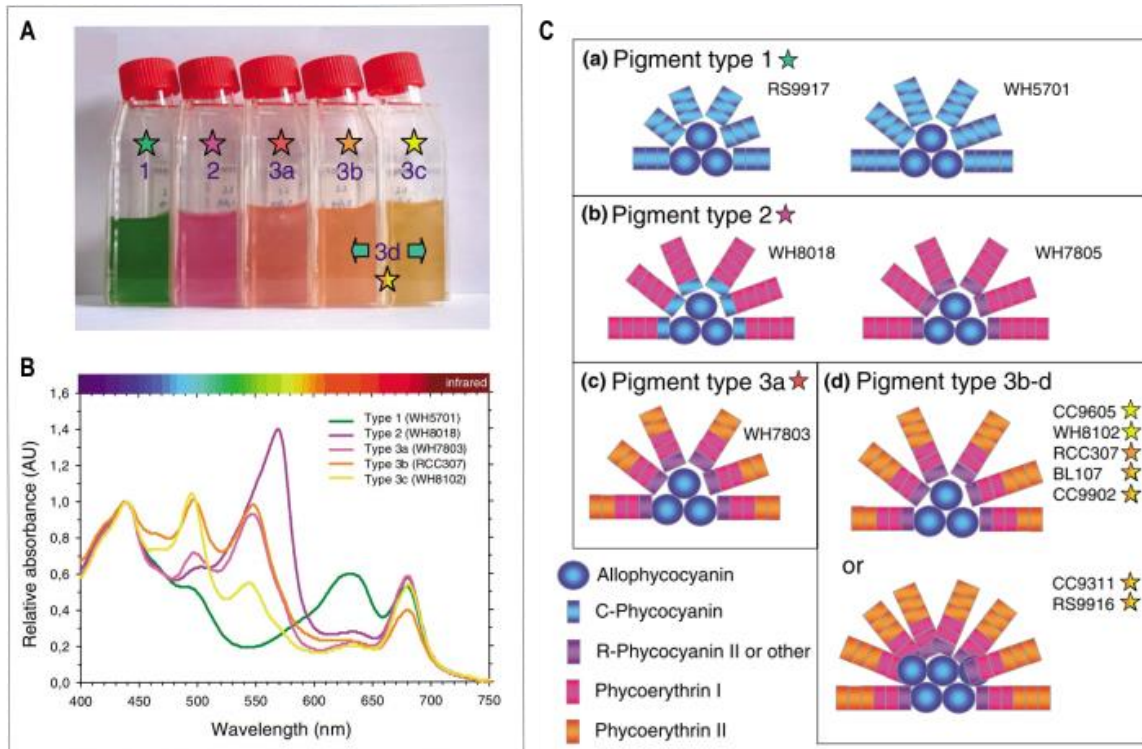 A
1
2
3a
3b
3c
3d
B
infrared
1,6
1,4
1,2
1,0
0,8
0,6
0,4
0,2
0,0
Relative absorbance (AU)
Type 1 (WH5701)
Type 2 (WH8018)
Type 3a (WH7803)
Type 3b (RCC307)
Type 3c (WH8102)
400 450 500 550 600 650 700 750
Wavelength (nm)
C
(a) Pigment type 1
RS9917
WH5701
(b) Pigment type 2
WH8018
WH7805
(c) Pigment type 3a
WH7803
(d) Pigment type 3b-d
CC9605
WH8102
RCC307
BL107
CC9902
or
CC9311
RS9916
Allophycocyanin
C-Phycocyanin
R-Phycocyanin II or other
Phycoerythrin I
Phycoerythrin II